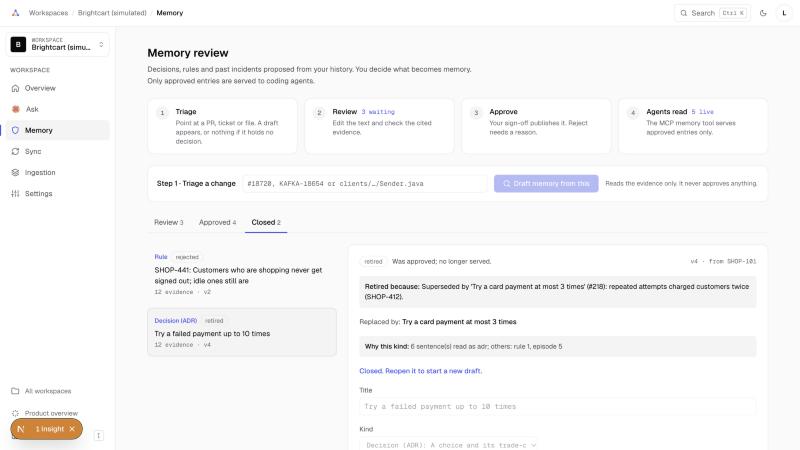 Workspaces / Brightcart (simulated) / Memory
Search Ctrl K
L
B
WORKSPACE
Brightcart (simu...
WORKSPACE
Overview
Ask
Memory
Sync
Ingestion
Settings
All workspaces
Product overview
N 1 Insight
Memory review
Decisions, rules and past incidents proposed from your history. You decide what becomes memory.
Only approved entries are served to coding agents.
1 Triage
Point at a PR, ticket or file. A draft
appears, or nothing if it holds no
decision.
2 Review 3 waiting
Edit the text and check the cited
evidence.
3 Approve
Your sign-off publishes it. Reject
needs a reason.
4 Agents read 5 live
The MCP memory tool serves
approved entries only.
Step 1 · Triage a change
#18720, KAFKA-18654 or clients/…/Sender.java
Draft memory from this
Reads the evidence only. It never approves anything.
Review 3 Approved 4 Closed 2
Rule rejected
SHOP-441: Customers who are shopping never get
signed out; idle ones still are
12 evidence · v2
Decision (ADR) retired
Try a failed payment up to 10 times
12 evidence · v4
retired Was approved; no longer served.
v4 · from SHOP-101
Retired because: Superseded by 'Try a card payment at most 3 times' (#218): repeated attempts charged customers twice
(SHOP-412).
Replaced by: Try a card payment at most 3 times
Why this kind: 6 sentence(s) read as adr; others: rule 1, episode 5
Closed. Reopen it to start a new draft.
Title
Try a failed payment up to 10 times
Kind
Decision (ADR): A choice and its trade-c